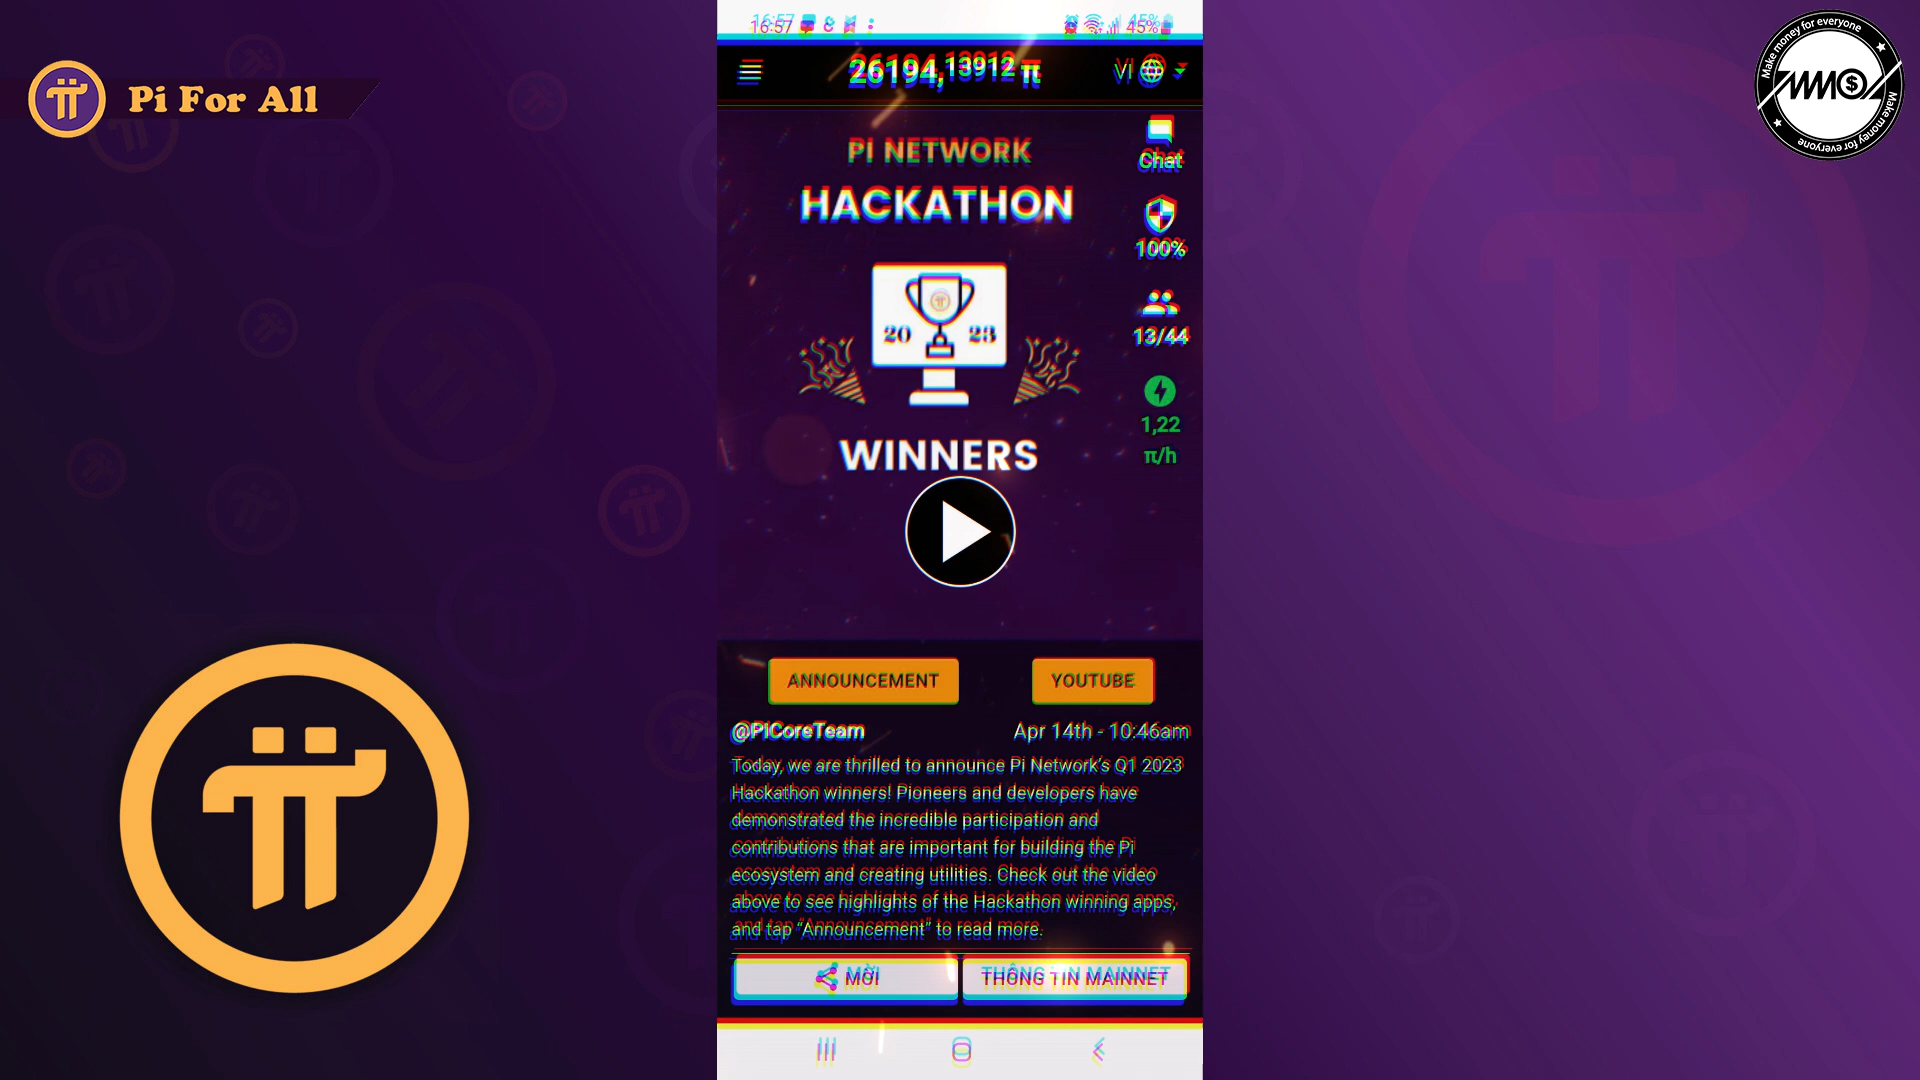 Pi For All
Make money for everyone
MMO
Make money for everyone
16:57
45%
26194,13912 π
VI
PI NETWORK
HACKATHON
20 23
WINNERS
Chat
100%
13/44
1,22
π/h
ANNOUNCEMENT
YOUTUBE
@PiCoreTeam
Apr 14th - 10:46am
Today, we are thrilled to announce Pi Network's Q1 2023
Hackathon winners! Pioneers and developers have
demonstrated the incredible participation and
contributions that are important for building the Pi
ecosystem and creating utilities. Check out the video
above to see highlights of the Hackathon winning apps,
and tap “Announcement” to read more.
MỜI
THÔNG TIN MAINNET